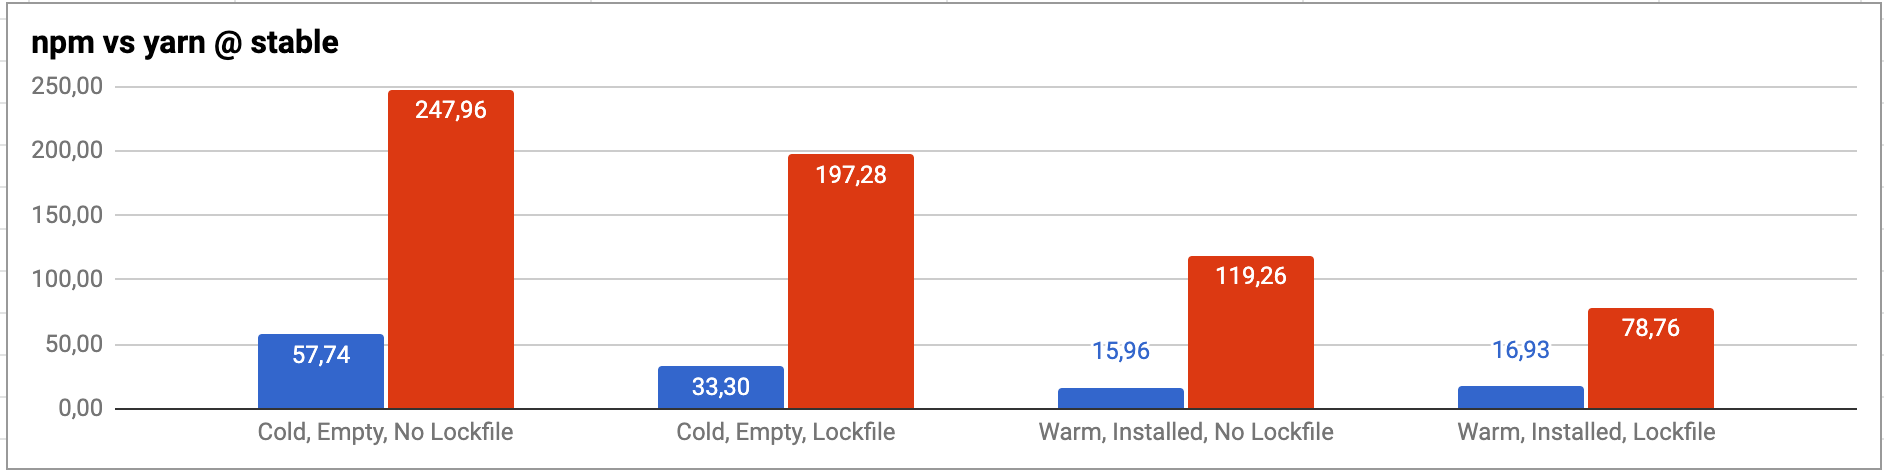 npm vs yarn @ stable
250,00
200,00
150,00
100,00
50,00
0,00
247,96
57,74
197,28
33,30
119,26
15,96
78,76
16,93
Cold, Empty, No Lockfile
Cold, Empty, Lockfile
Warm, Installed, No Lockfile
Warm, Installed, Lockfile